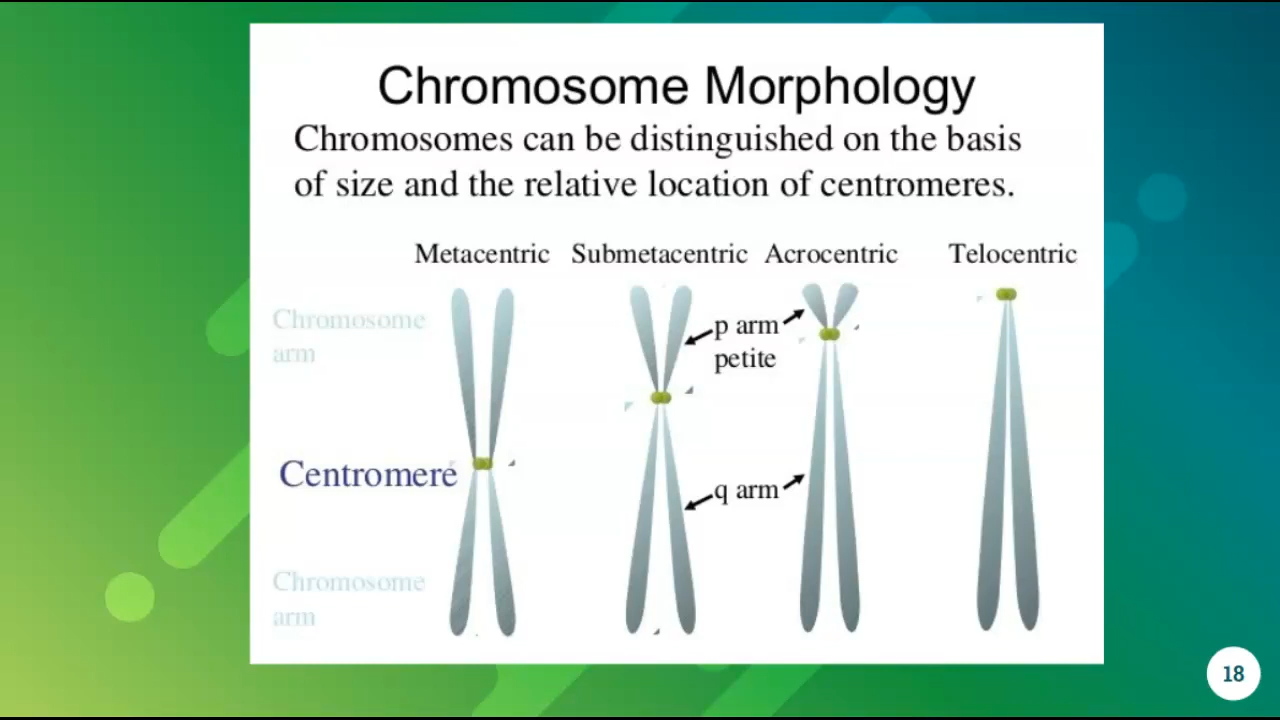 Chromosome Morphology
Chromosomes can be distinguished on the basis
of size and the relative location of centromeres.
Metacentric Submetacentric Acrocentric Telocentric
Chromosome
arm
p arm
petite
Centromere
q arm
Chromosome
arm
18